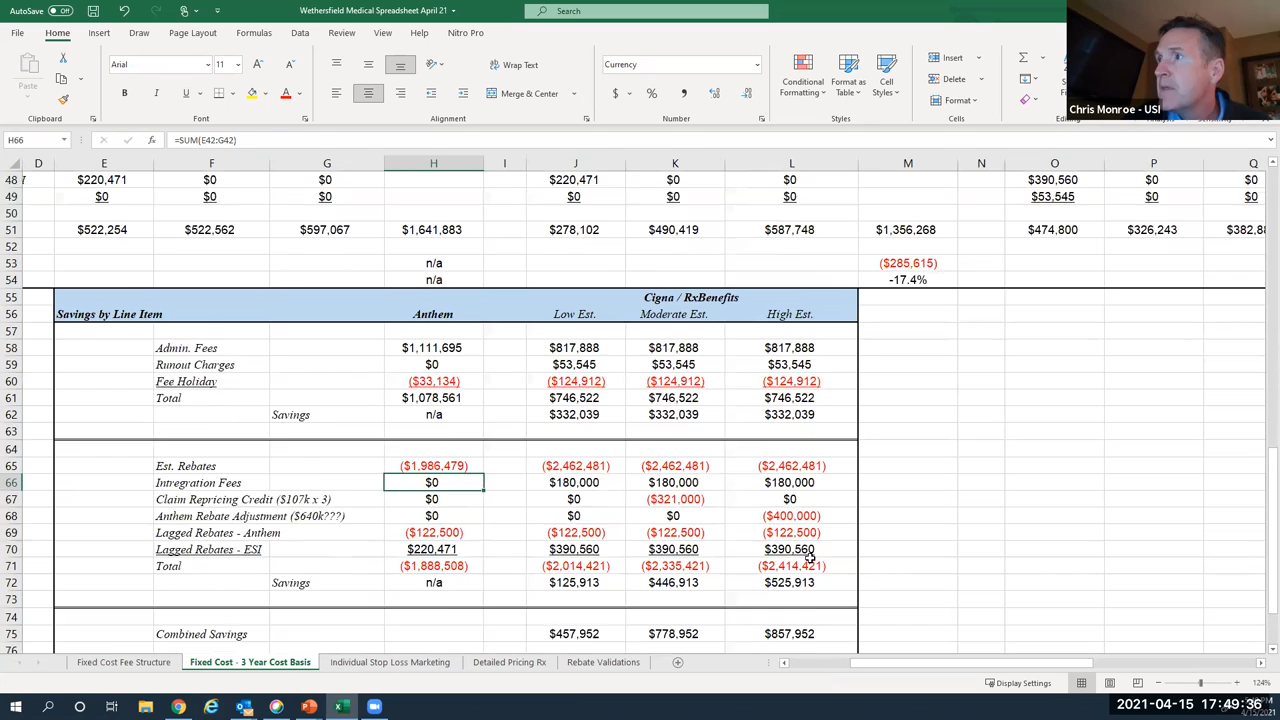 AutoSave Off Wethersfield Medical Spreadsheet April 21 Search
File Home Insert Draw Page Layout Formulas Data Review View Help Nitro Pro
Arial 11 Wrap Text Currency Insert
Paste B I U Merge & Center $ % Conditional Formatting Format as Table Cell Styles Delete Format
Clipboard Font Alignment Number Styles Cells
Chris Monroe - USI
H66 fx =SUM(E42:G42)
D E F G H I J K L M N O P Q
48 $220,471 $0 $0 $220,471 $0 $0 $390,560 $0 $0
49 $0 $0 $0 $0 $0 $0 $53,545 $0 $0
50
51 $522,254 $522,562 $597,067 $1,641,883 $278,102 $490,419 $587,748 $1,356,268 $474,800 $326,243 $382,8
52
53 n/a ($285,615)
54 n/a -17.4%
55 Cigna / RxBenefits
56 Savings by Line Item Anthem Low Est. Moderate Est. High Est.
57
58 Admin. Fees $1,111,695 $817,888 $817,888 $817,888
59 Runout Charges $0 $53,545 $53,545 $53,545
60 Fee Holiday ($33,134) ($124,912) ($124,912) ($124,912)
61 Total $1,078,561 $746,522 $746,522 $746,522
62 Savings n/a $332,039 $332,039 $332,039
63
64
65 Est. Rebates ($1,986,479) ($2,462,481) ($2,462,481) ($2,462,481)
66 Intregration Fees $0 $180,000 $180,000 $180,000
67 Claim Repricing Credit ($107k x 3) $0 $0 ($321,000) $0
68 Anthem Rebate Adjustment ($640k???) $0 $0 $0 ($400,000)
69 Lagged Rebates - Anthem ($122,500) ($122,500) ($122,500) ($122,500)
70 Lagged Rebates - ESI $220,471 $390,560 $390,560 $390,560
71 Total ($1,888,508) ($2,014,421) ($2,335,421) ($2,414,421)
72 Savings n/a $125,913 $446,913 $525,913
73
74
75 Combined Savings $457,952 $778,952 $857,952
76
Fixed Cost Fee Structure Fixed Cost - 3 Year Cost Basis Individual Stop Loss Marketing Detailed Pricing Rx Rebate Validations
Display Settings 124%
2021-04-15 17:49:36